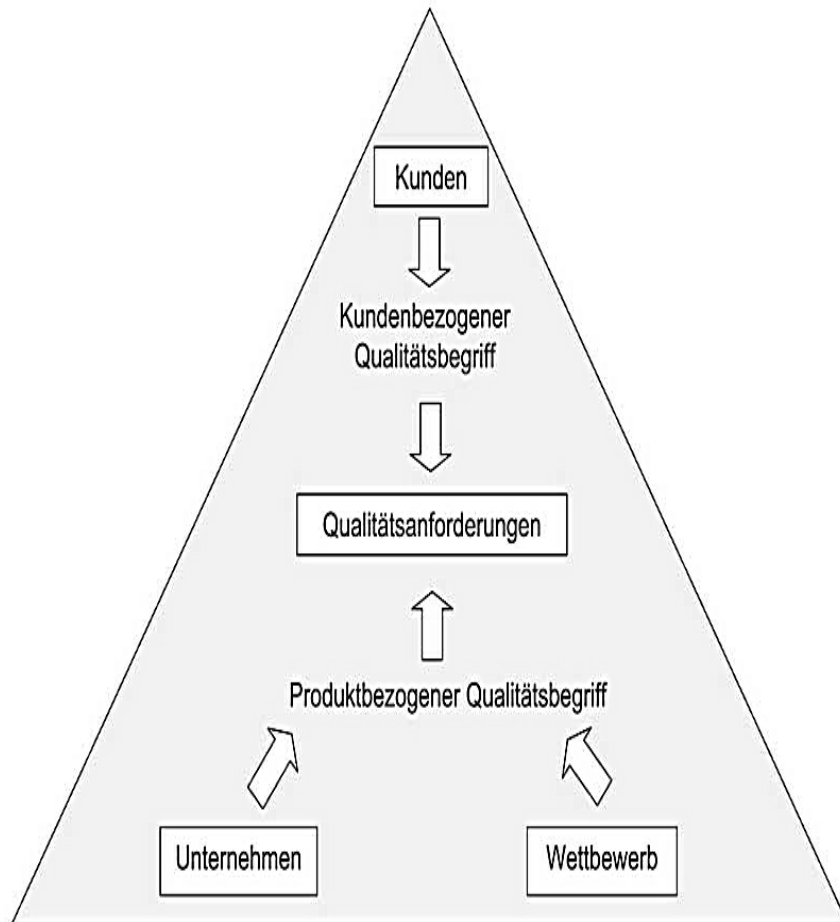 Kunden
Kundenbezogener
Qualitätsbegriff
Qualitätsanforderungen
Produktbezogener Qualitätsbegriff
Unternehmen
Wettbewerb